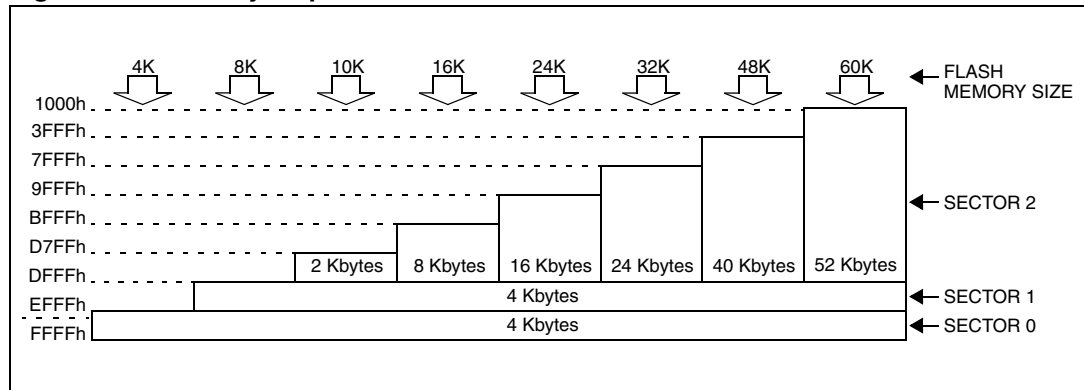 4K 8K 10K 16K 24K 32K 48K 60K
FLASH
MEMORY SIZE
1000h
3FFFh
7FFFh
9FFFh
SECTOR 2
BFFFh
D7FFh
2 Kbytes 8 Kbytes 16 Kbytes 24 Kbytes 40 Kbytes 52 Kbytes
DFFFh
4 Kbytes
SECTOR 1
EFFFh
4 Kbytes
SECTOR 0
FFFFh